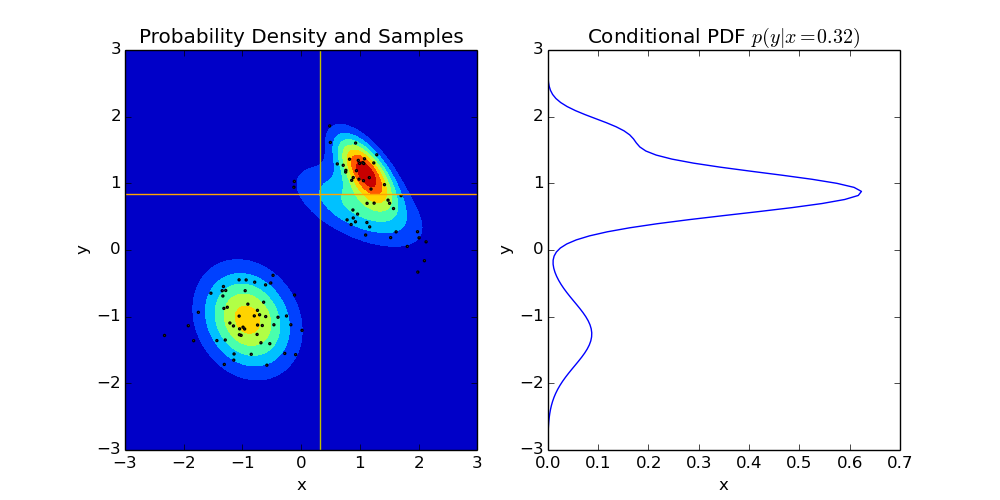 Probability Density and Samples
3
2
1
0
−1
−2
−3
y
−3 −2 −1 0 1 2 3
x
Conditional PDF p(y|x=0.32)
3
2
1
0
−1
−2
−3
y
0.0 0.1 0.2 0.3 0.4 0.5 0.6 0.7
x